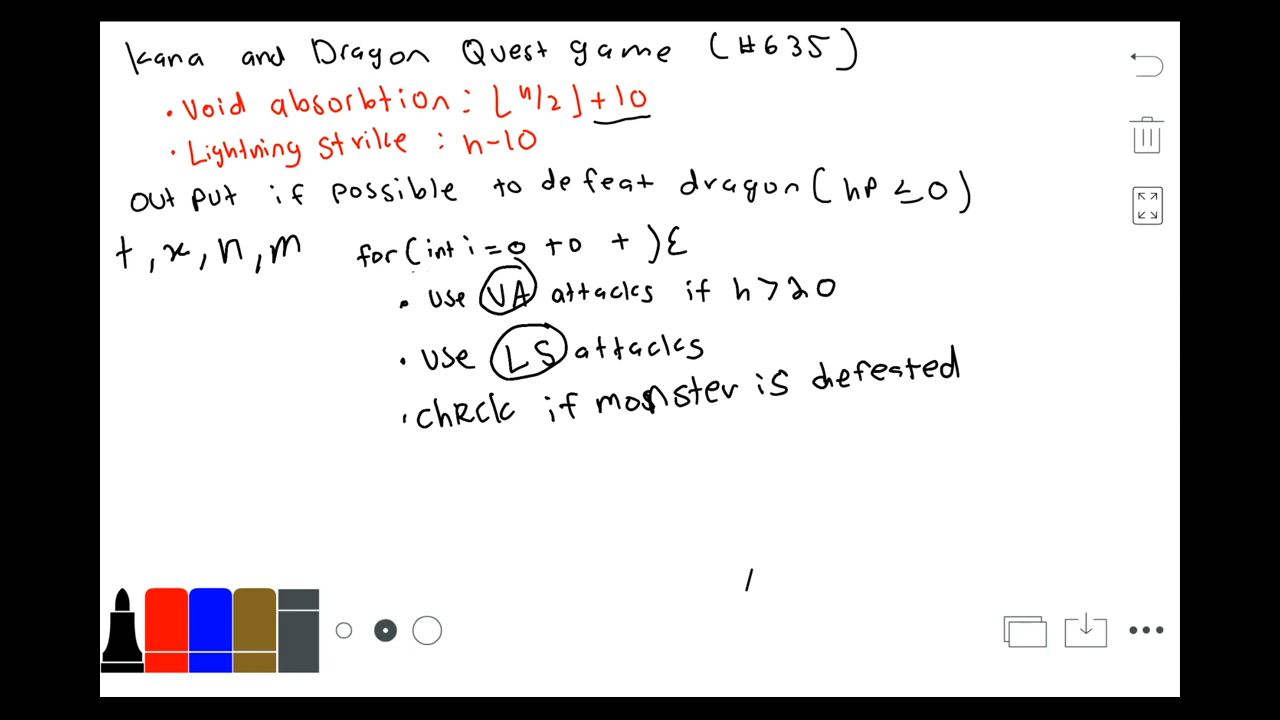 Kana and Dragon Quest game (#635)
• Void absorbtion : ⌊n/2⌋ + 10
• Lightning strike : h-10
Output if possible to defeat dragon (hp ≤ 0)
t, x, n, m
for (int i = 0 to t) {
• use VA attacks if h > 20
• use LS attacks
• check if monster is defeated